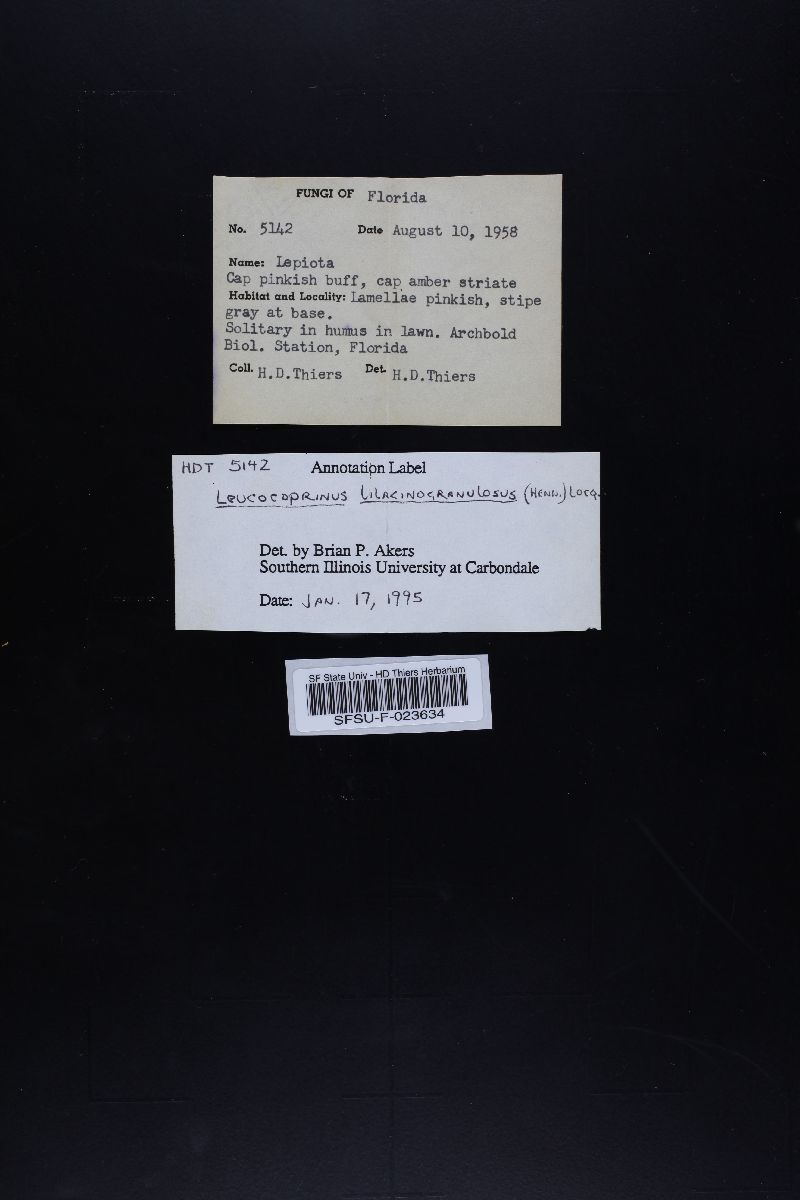 FUNGI OF Florida
No. 5142 Date August 10, 1958
Name: Lepiota
Cap pinkish buff, cap amber striate
Habitat and Locality: Lamellae pinkish, stipe
gray at base.
Solitary in humus in lawn. Archbold
Biol. Station, Florida
Coll. H.D.Thiers Det. H.D.Thiers
HDT 5142 Annotation Label
Leucocoprinus lilacinogranulosus (Henn.) Locq.
Det. by Brian P. Akers
Southern Illinois University at Carbondale
Date: JAN. 17, 1995
SF State Univ - HD Thiers Herbarium
SFSU-F-023634